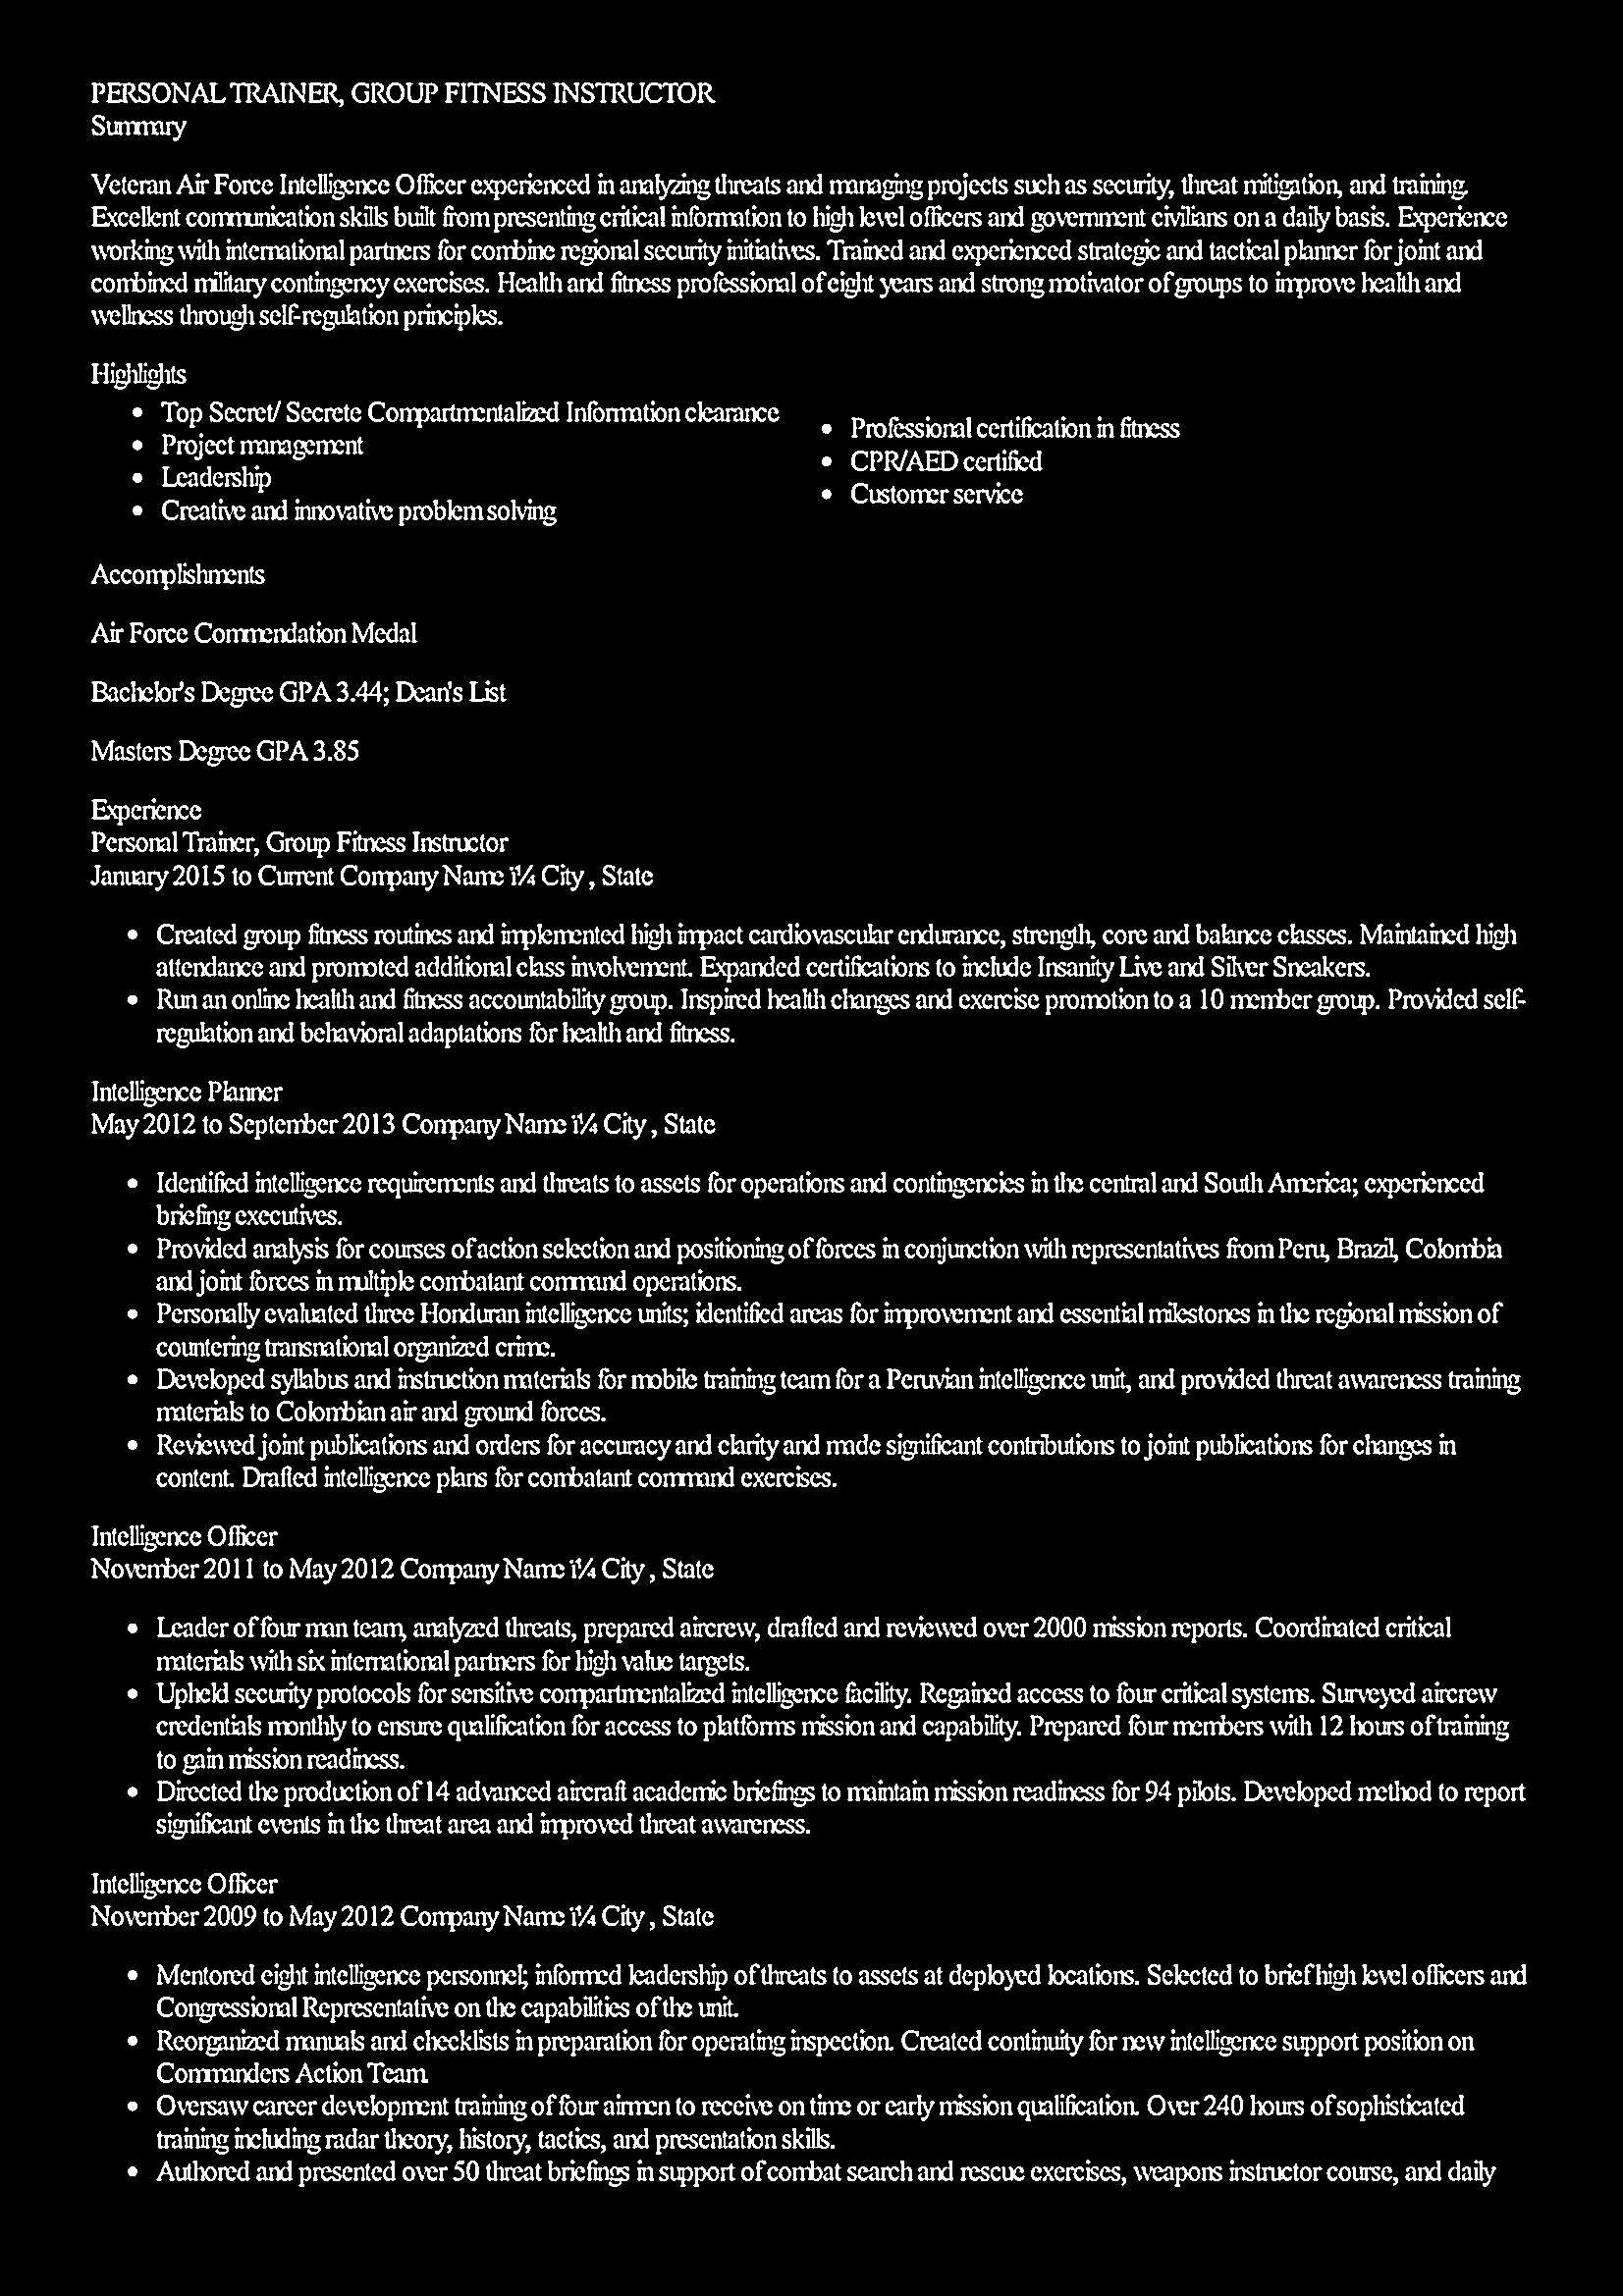 PERSONAL TRAINER, GROUP FITNESS INSTRUCTOR
Summary
Veteran Air Force Intelligence Officer experienced in analyzing threats and managing projects such as security, threat mitigation, and training.
Excellent communication skills built from presenting critical information to high level officers and government civilians on a daily basis. Experience
working with international partners for combine regional security initiatives. Trained and experienced strategic and tactical planner for joint and
combined military contingency exercises. Health and fitness professional of eight years and strong motivator of groups to improve health and
wellness through self-regulation principles.
Highlights
• Top Secret/ Secrete Compartmentalized Information clearance
• Project management
• Leadership
• Creative and innovative problem solving
• Professional certification in fitness
• CPR/AED certified
• Customer service
Accomplishments
Air Force Commendation Medal
Bachelor's Degree GPA 3.44; Dean's List
Masters Degree GPA 3.85
Experience
Personal Trainer, Group Fitness Instructor
January 2015 to Current Company Name ï¼ City , State
• Created group fitness routines and implemented high impact cardiovascular endurance, strength, core and balance classes. Maintained high
attendance and promoted additional class involvement. Expanded certifications to include Insanity Live and Silver Sneakers.
• Run an online health and fitness accountability group. Inspired health changes and exercise promotion to a 10 member group. Provided self-
regulation and behavioral adaptations for health and fitness.
Intelligence Planner
May 2012 to September 2013 Company Name ï¼ City , State
• Identified intelligence requirements and threats to assets for operations and contingencies in the central and South America; experienced
briefing executives.
• Provided analysis for courses of action selection and positioning of forces in conjunction with representatives from Peru, Brazil, Colombia
and joint forces in multiple combatant command operations.
• Personally evaluated three Honduran intelligence units; identified areas for improvement and essential milestones in the regional mission of
countering transnational organized crime.
• Developed syllabus and instruction materials for mobile training team for a Peruvian intelligence unit, and provided threat awareness training
materials to Colombian air and ground forces.
• Reviewed joint publications and orders for accuracy and clarity and made significant contributions to joint publications for changes in
content. Drafted intelligence plans for combatant command exercises.
Intelligence Officer
November 2011 to May 2012 Company Name ï¼ City , State
• Leader of four man team, analyzed threats, prepared aircrew, drafted and reviewed over 2000 mission reports. Coordinated critical
materials with six international partners for high value targets.
• Upheld security protocols for sensitive compartmentalized intelligence facility. Regained access to four critical systems. Surveyed aircrew
credentials monthly to ensure qualification for access to platforms mission and capability. Prepared four members with 12 hours of training
to gain mission readiness.
• Directed the production of 14 advanced aircraft academic briefings to maintain mission readiness for 94 pilots. Developed method to report
significant events in the threat area and improved threat awareness.
Intelligence Officer
November 2009 to May 2012 Company Name ï¼ City , State
• Mentored eight intelligence personnel; informed leadership of threats to assets at deployed locations. Selected to brief high level officers and
Congressional Representative on the capabilities of the unit.
• Reorganized manuals and checklists in preparation for operating inspection. Created continuity for new intelligence support position on
Commanders Action Team.
• Oversaw career development training of four airmen to receive on time or early mission qualification. Over 240 hours of sophisticated
training including radar theory, history, tactics, and presentation skills.
• Authored and presented over 50 threat briefings in support of combat search and rescue exercises, weapons instructor course, and daily